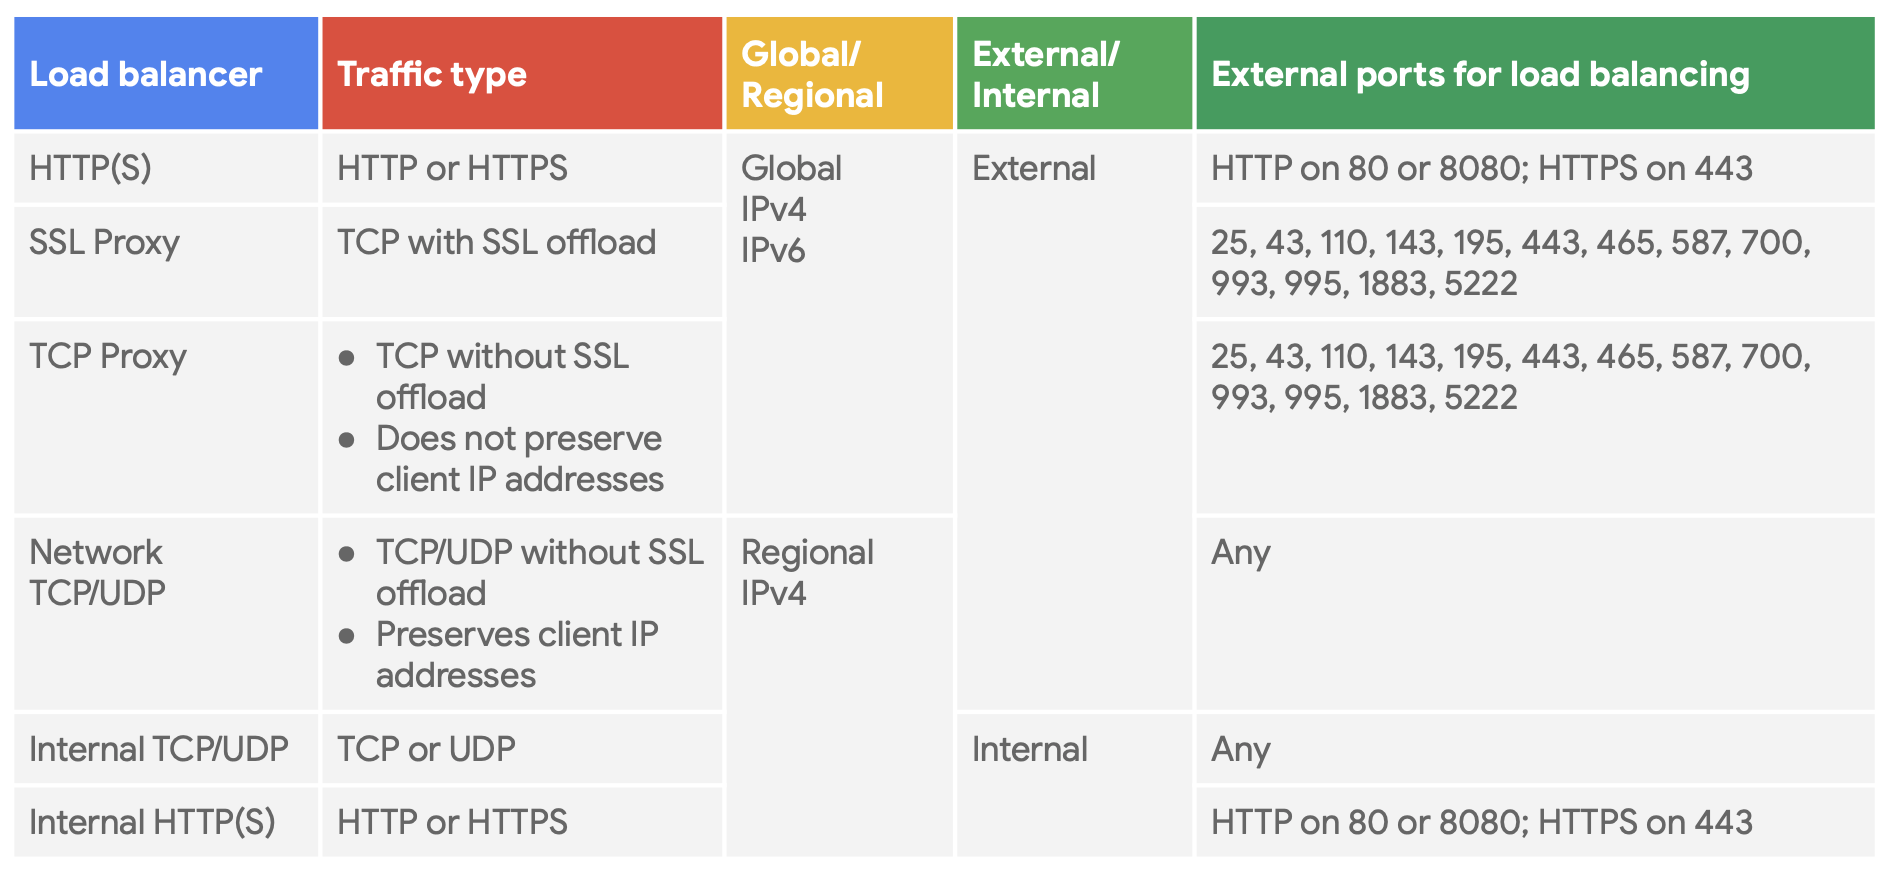 Load balancer
Traffic type
Global/
Regional
External/
Internal
External ports for load balancing
HTTP(S)
HTTP or HTTPS
Global
IPv4
IPv6
External
HTTP on 80 or 8080; HTTPS on 443
SSL Proxy
TCP with SSL offload
25, 43, 110, 143, 195, 443, 465, 587, 700,
993, 995, 1883, 5222
TCP Proxy
● TCP without SSL
offload
● Does not preserve
client IP addresses
25, 43, 110, 143, 195, 443, 465, 587, 700,
993, 995, 1883, 5222
Network
TCP/UDP
● TCP/UDP without SSL
offload
● Preserves client IP
addresses
Regional
IPv4
Any
Internal TCP/UDP
TCP or UDP
Internal
Any
Internal HTTP(S)
HTTP or HTTPS
HTTP on 80 or 8080; HTTPS on 443